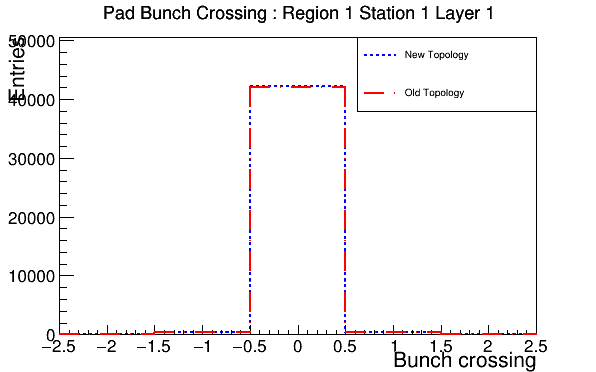 Pad Bunch Crossing : Region 1 Station 1 Layer 1
Entries
50000
40000
30000
20000
10000
0
New Topology
Old Topology
−2.5 −2 −1.5 −1 −0.5 0 0.5 1 1.5 2 2.5
Bunch crossing